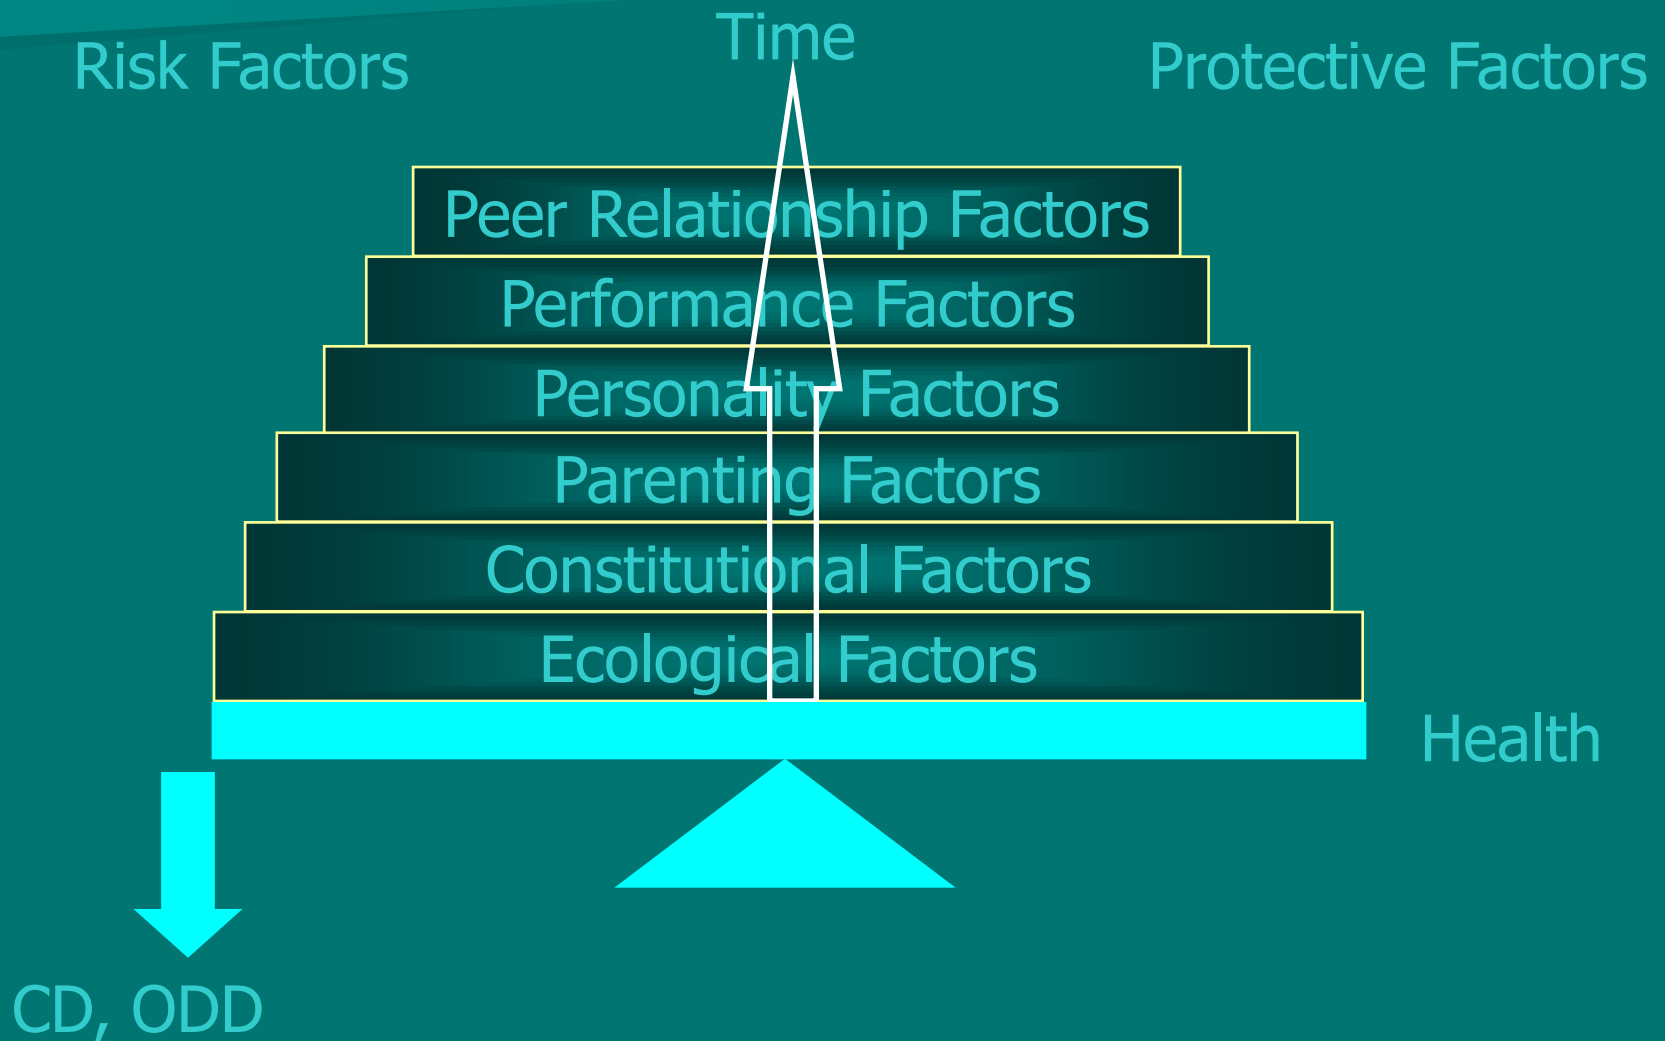 Time
Risk Factors
Protective Factors
Peer Relationship Factors
Performance Factors
Personality Factors
Parenting Factors
Constitutional Factors
Ecological Factors
Health
CD, ODD